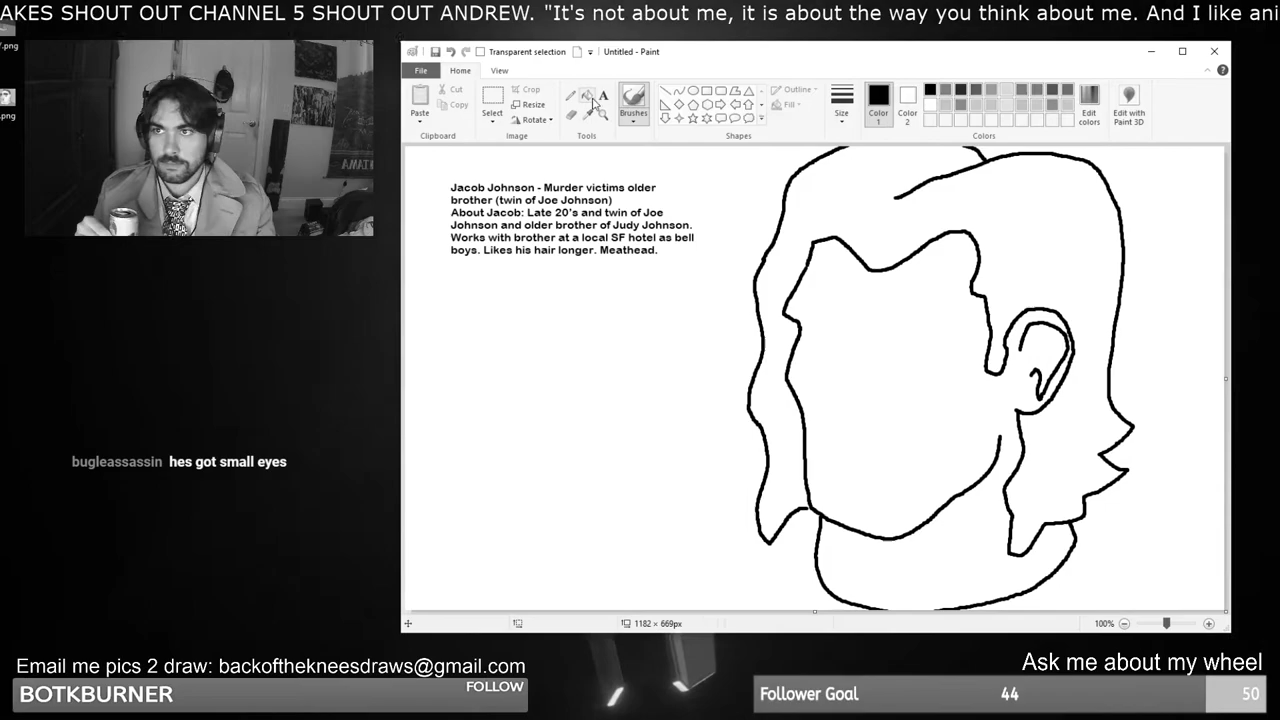 AKES SHOUT OUT CHANNEL 5 SHOUT OUT ANDREW. "It's not about me, it is about the way you think about me. And I like ani
.png
.png
Transparent selection
Untitled - Paint
File
Home
View
Paste
Cut
Copy
Clipboard
Select
Crop
Resize
Rotate
Image
A
Tools
Brushes
Outline
Fill
Shapes
Size
Color 1
Color 2
Edit colors
Colors
Edit with Paint 3D
Jacob Johnson - Murder victims older
brother (twin of Joe Johnson)
About Jacob: Late 20's and twin of Joe
Johnson and older brother of Judy Johnson.
Works with brother at a local SF hotel as bell
boys. Likes his hair longer. Meathead.
bugleassassin hes got small eyes
1182 × 669px
100%
Email me pics 2 draw: backofthekneesdraws@gmail.com
Ask me about my wheel
BOTKBURNER
FOLLOW
Follower Goal
44
50